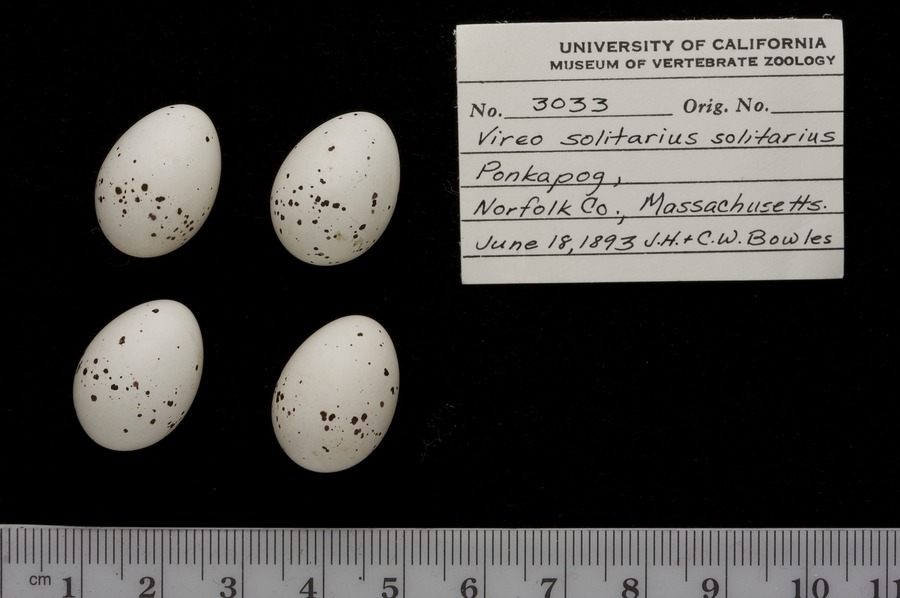 UNIVERSITY OF CALIFORNIA
MUSEUM OF VERTEBRATE ZOOLOGY
No. 3033 Orig. No.
Vireo solitarius solitarius
Ponkapog,
Norfolk Co., Massachusetts.
June 18, 1893 J.H. + C.W. Bowles
cm 1 2 3 4 5 6 7 8 9 10 11